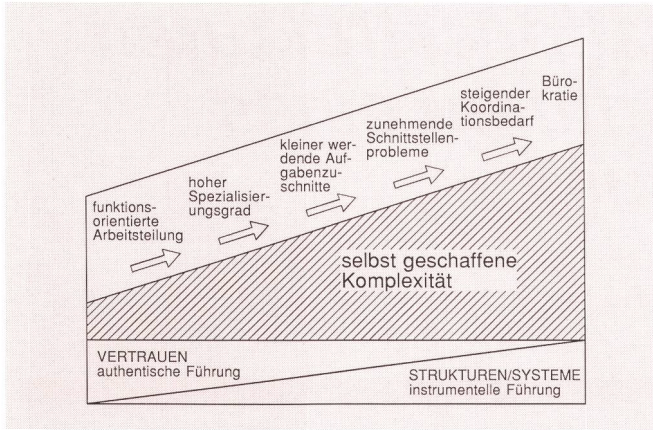 funktions-
orientierte
Arbeitsteilung
hoher
Spezialisier-
ungsgrad
kleiner wer-
dende Auf-
gabenzu-
schnitte
zunehmende
Schnittstellen-
probleme
steigender
Koordina-
tionsbedarf
Büro-
kratie
selbst geschaffene
Komplexität
VERTRAUEN
authentische Führung
STRUKTUREN/SYSTEME
instrumentelle Führung